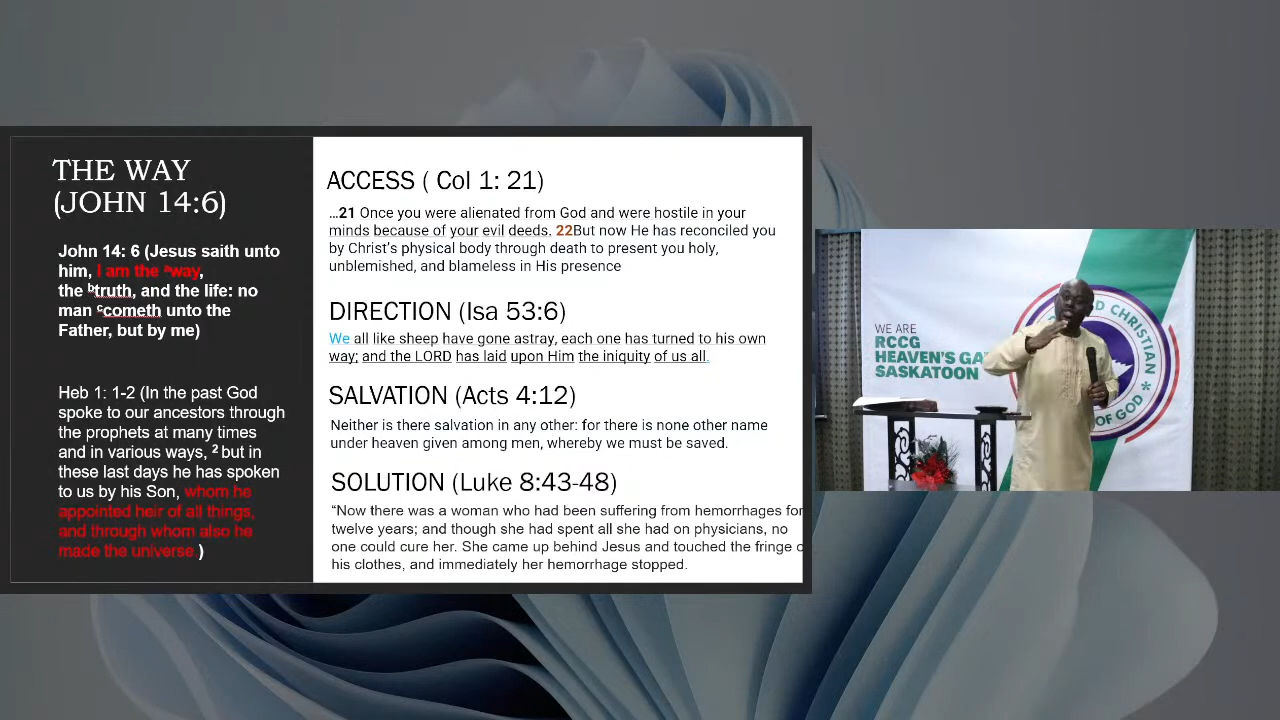 THE WAY
(JOHN 14:6)
John 14: 6 (Jesus saith unto
him, I am the ᵃway,
the ᵇtruth, and the life: no
man ᶜcometh unto the
Father, but by me)
Heb 1: 1-2 (In the past God
spoke to our ancestors through
the prophets at many times
and in various ways, ² but in
these last days he has spoken
to us by his Son, whom he
appointed heir of all things,
and through whom also he
made the universe )
ACCESS ( Col 1: 21)
…21 Once you were alienated from God and were hostile in your
minds because of your evil deeds. 22But now He has reconciled you
by Christ’s physical body through death to present you holy,
unblemished, and blameless in His presence
DIRECTION (Isa 53:6)
We all like sheep have gone astray, each one has turned to his own
way; and the LORD has laid upon Him the iniquity of us all.
SALVATION (Acts 4:12)
Neither is there salvation in any other: for there is none other name
under heaven given among men, whereby we must be saved.
SOLUTION (Luke 8:43-48)
“Now there was a woman who had been suffering from hemorrhages for
twelve years; and though she had spent all she had on physicians, no
one could cure her. She came up behind Jesus and touched the fringe o
his clothes, and immediately her hemorrhage stopped.
WE ARE
RCCG
HEAVEN'S GA
SASKATOON
D CHRISTIAN
OF GOD